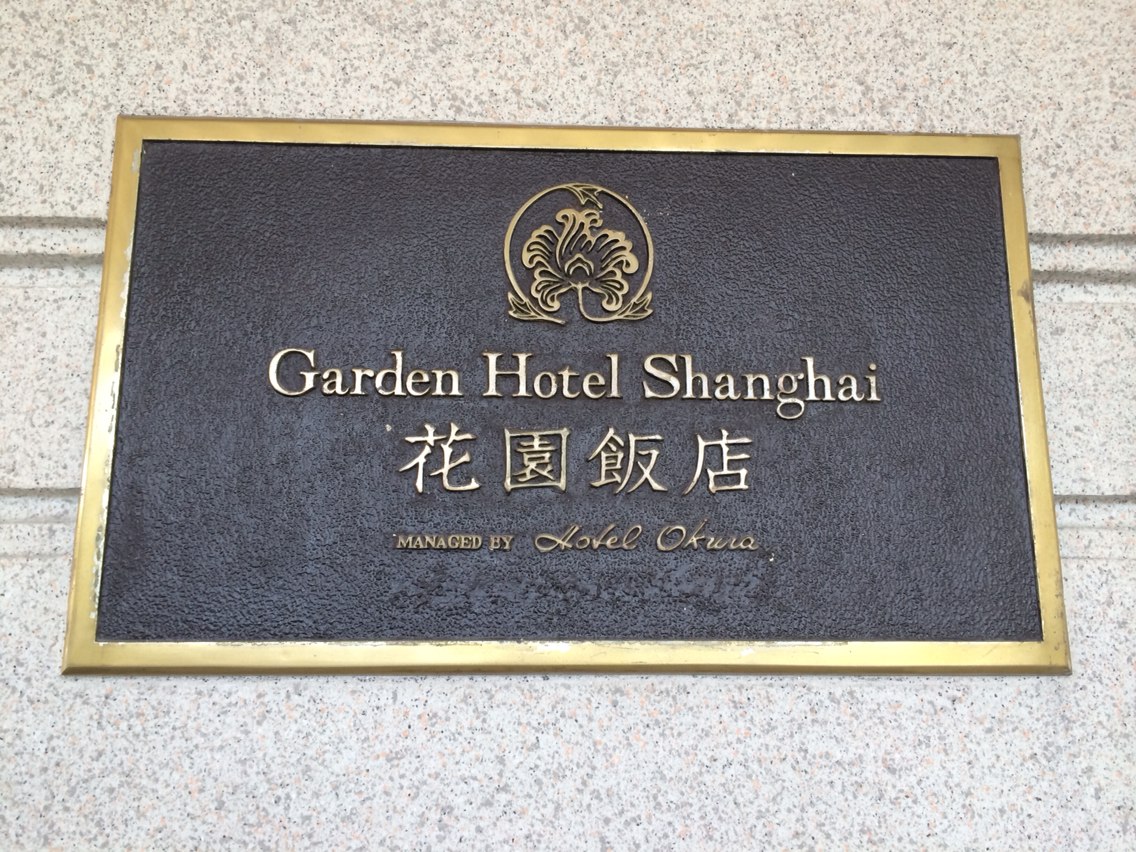 Garden Hotel Shanghai
花園飯店
MANAGED BY Hotel Okura